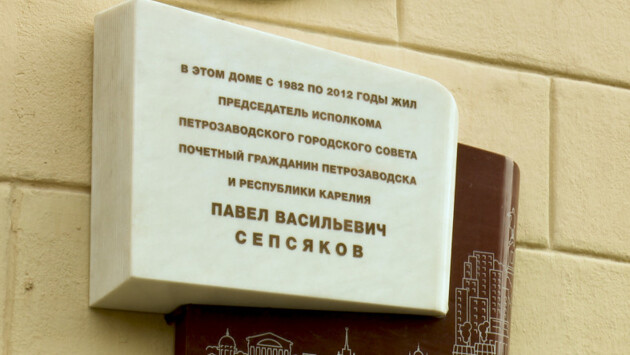 В ЭТОМ ДОМЕ С 1982 ПО 2012 ГОДЫ ЖИЛ
ПРЕДСЕДАТЕЛЬ ИСПОЛКОМА
ПЕТРОЗАВОДСКОГО ГОРОДСКОГО СОВЕТА
ПОЧЕТНЫЙ ГРАЖДАНИН ПЕТРОЗАВОДСКА
И РЕСПУБЛИКИ КАРЕЛИЯ
ПАВЕЛ ВАСИЛЬЕВИЧ
СЕПСЯКОВ